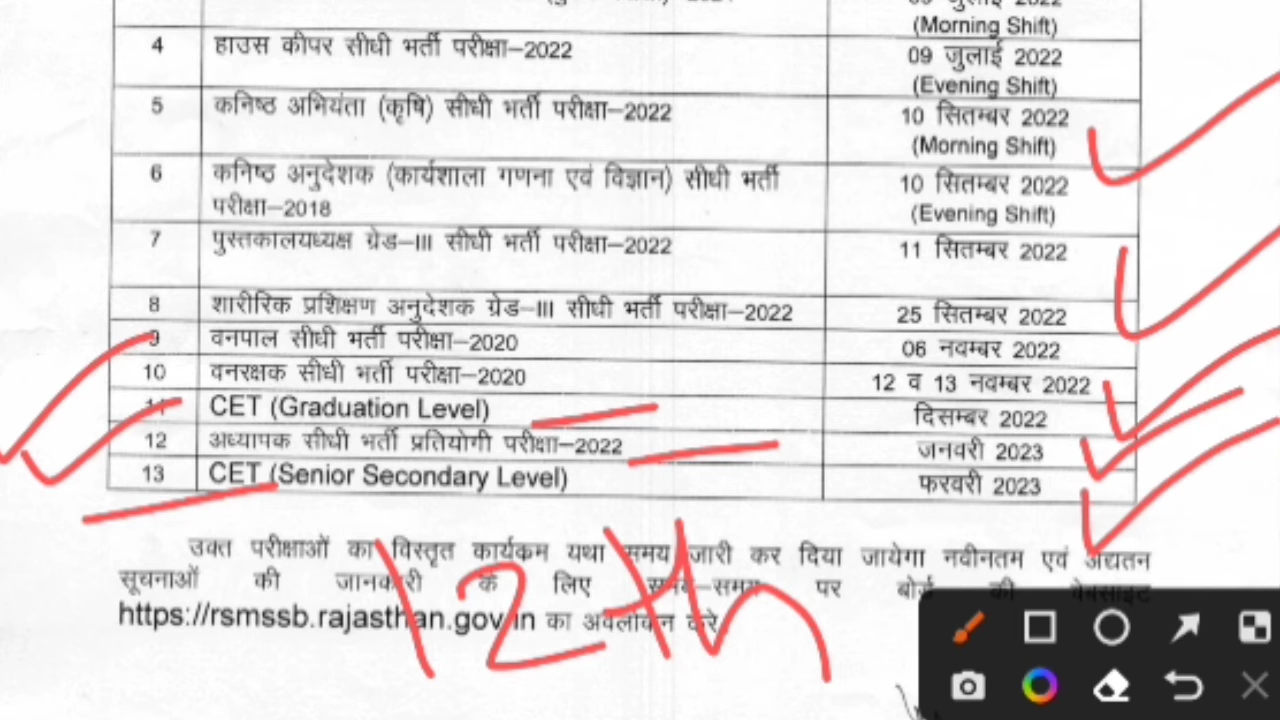 (Morning Shift)
4 हाउस कीपर सीधी भर्ती परीक्षा–2022 09 जुलाई 2022
(Evening Shift)
5 कनिष्ठ अभियंता (कृषि) सीधी भर्ती परीक्षा–2022 10 सितम्बर 2022
(Morning Shift)
6 कनिष्ठ अनुदेशक (कार्यशाला गणना एवं विज्ञान) सीधी भर्ती 10 सितम्बर 2022
परीक्षा–2018 (Evening Shift)
7 पुस्तकालयध्यक्ष ग्रेड–III सीधी भर्ती परीक्षा–2022 11 सितम्बर 2022
8 शारीरिक प्रशिक्षण अनुदेशक ग्रेड–III सीधी भर्ती परीक्षा–2022 25 सितम्बर 2022
9 वनपाल सीधी भर्ती परीक्षा–2020 06 नवम्बर 2022
10 वनरक्षक सीधी भर्ती परीक्षा–2020 12 व 13 नवम्बर 2022
11 CET (Graduation Level) दिसम्बर 2022
12 अध्यापक सीधी भर्ती प्रतियोगी परीक्षा–2022 जनवरी 2023
13 CET (Senior Secondary Level) फरवरी 2023
उक्त परीक्षाओं का विस्तृत कार्यक्रम यथा समय जारी कर दिया जायेगा नवीनतम एवं अद्यतन
सूचनाओं की जानकारी के लिए समय–समय पर बोर्ड की वेबसाइट
https://rsmssb.rajasthan.gov.in का अवलोकन करे
12th